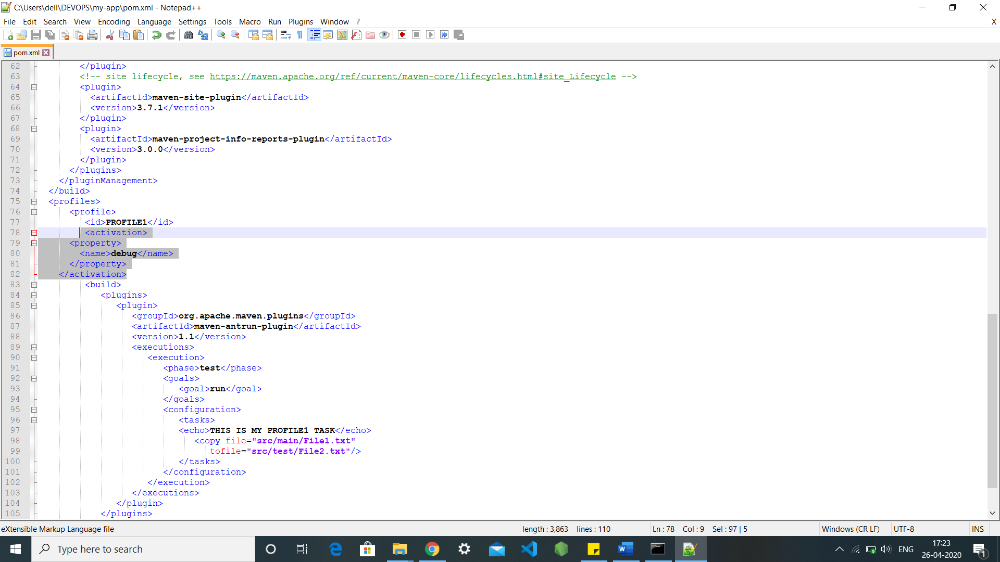 C:\Users\dell\DEVOPS\my-app\pom.xml - Notepad++
File Edit Search View Encoding Language Settings Tools Macro Run Plugins Window ? X
pom.xml
62 </plugin>
63 <!-- site lifecycle, see https://maven.apache.org/ref/current/maven-core/lifecycles.html#site_Lifecycle -->
64 <plugin>
65 <artifactId>maven-site-plugin</artifactId>
66 <version>3.7.1</version>
67 </plugin>
68 <plugin>
69 <artifactId>maven-project-info-reports-plugin</artifactId>
70 <version>3.0.0</version>
71 </plugin>
72 </plugins>
73 </pluginManagement>
74 </build>
75 <profiles>
76 <profile>
77 <id>PROFILE1</id>
78 <activation>
79 <property>
80 <name>debug</name>
81 </property>
82 </activation>
83 <build>
84 <plugins>
85 <plugin>
86 <groupId>org.apache.maven.plugins</groupId>
87 <artifactId>maven-antrun-plugin</artifactId>
88 <version>1.1</version>
89 <executions>
90 <execution>
91 <phase>test</phase>
92 <goals>
93 <goal>run</goal>
94 </goals>
95 <configuration>
96 <tasks>
97 <echo>THIS IS MY PROFILE1 TASK</echo>
98 <copy file="src/main/File1.txt"
99 tofile="src/test/File2.txt"/>
100 </tasks>
101 </configuration>
102 </execution>
103 </executions>
104 </plugin>
105 </plugins>
eXtensible Markup Language file length : 3,863 lines : 110 Ln : 78 Col : 9 Sel : 97 | 5 Windows (CR LF) UTF-8 INS
Type here to search
ENG
17:23
26-04-2020
1